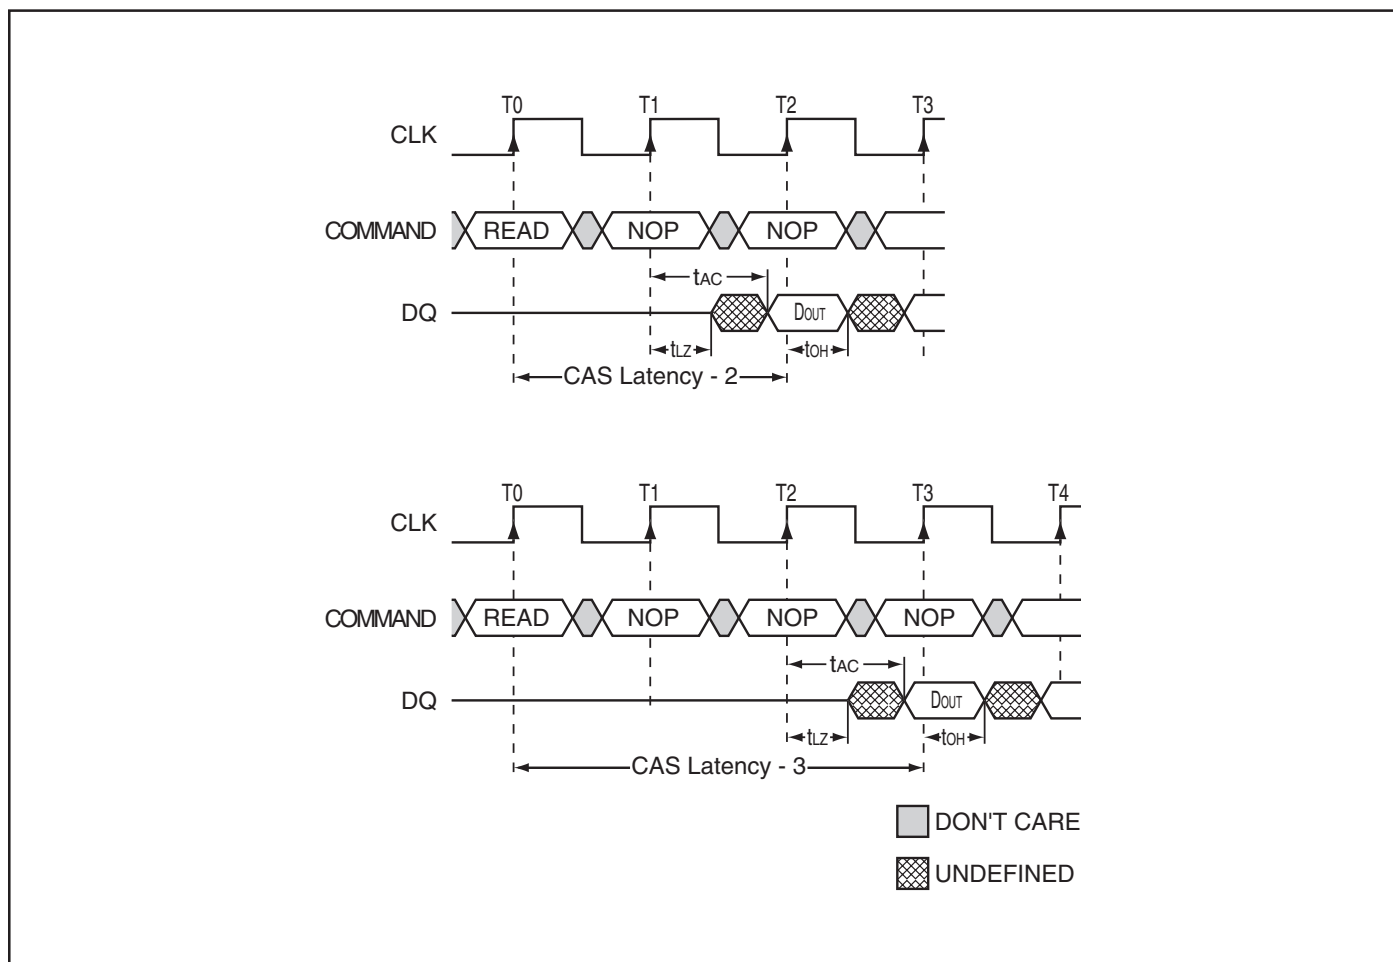 T0 T1 T2 T3
CLK
COMMAND READ NOP NOP
tAC
DQ DOUT
tLZ tOH
CAS Latency - 2
T0 T1 T2 T3 T4
CLK
COMMAND READ NOP NOP NOP
tAC
DQ DOUT
tLZ tOH
CAS Latency - 3
DON'T CARE
UNDEFINED